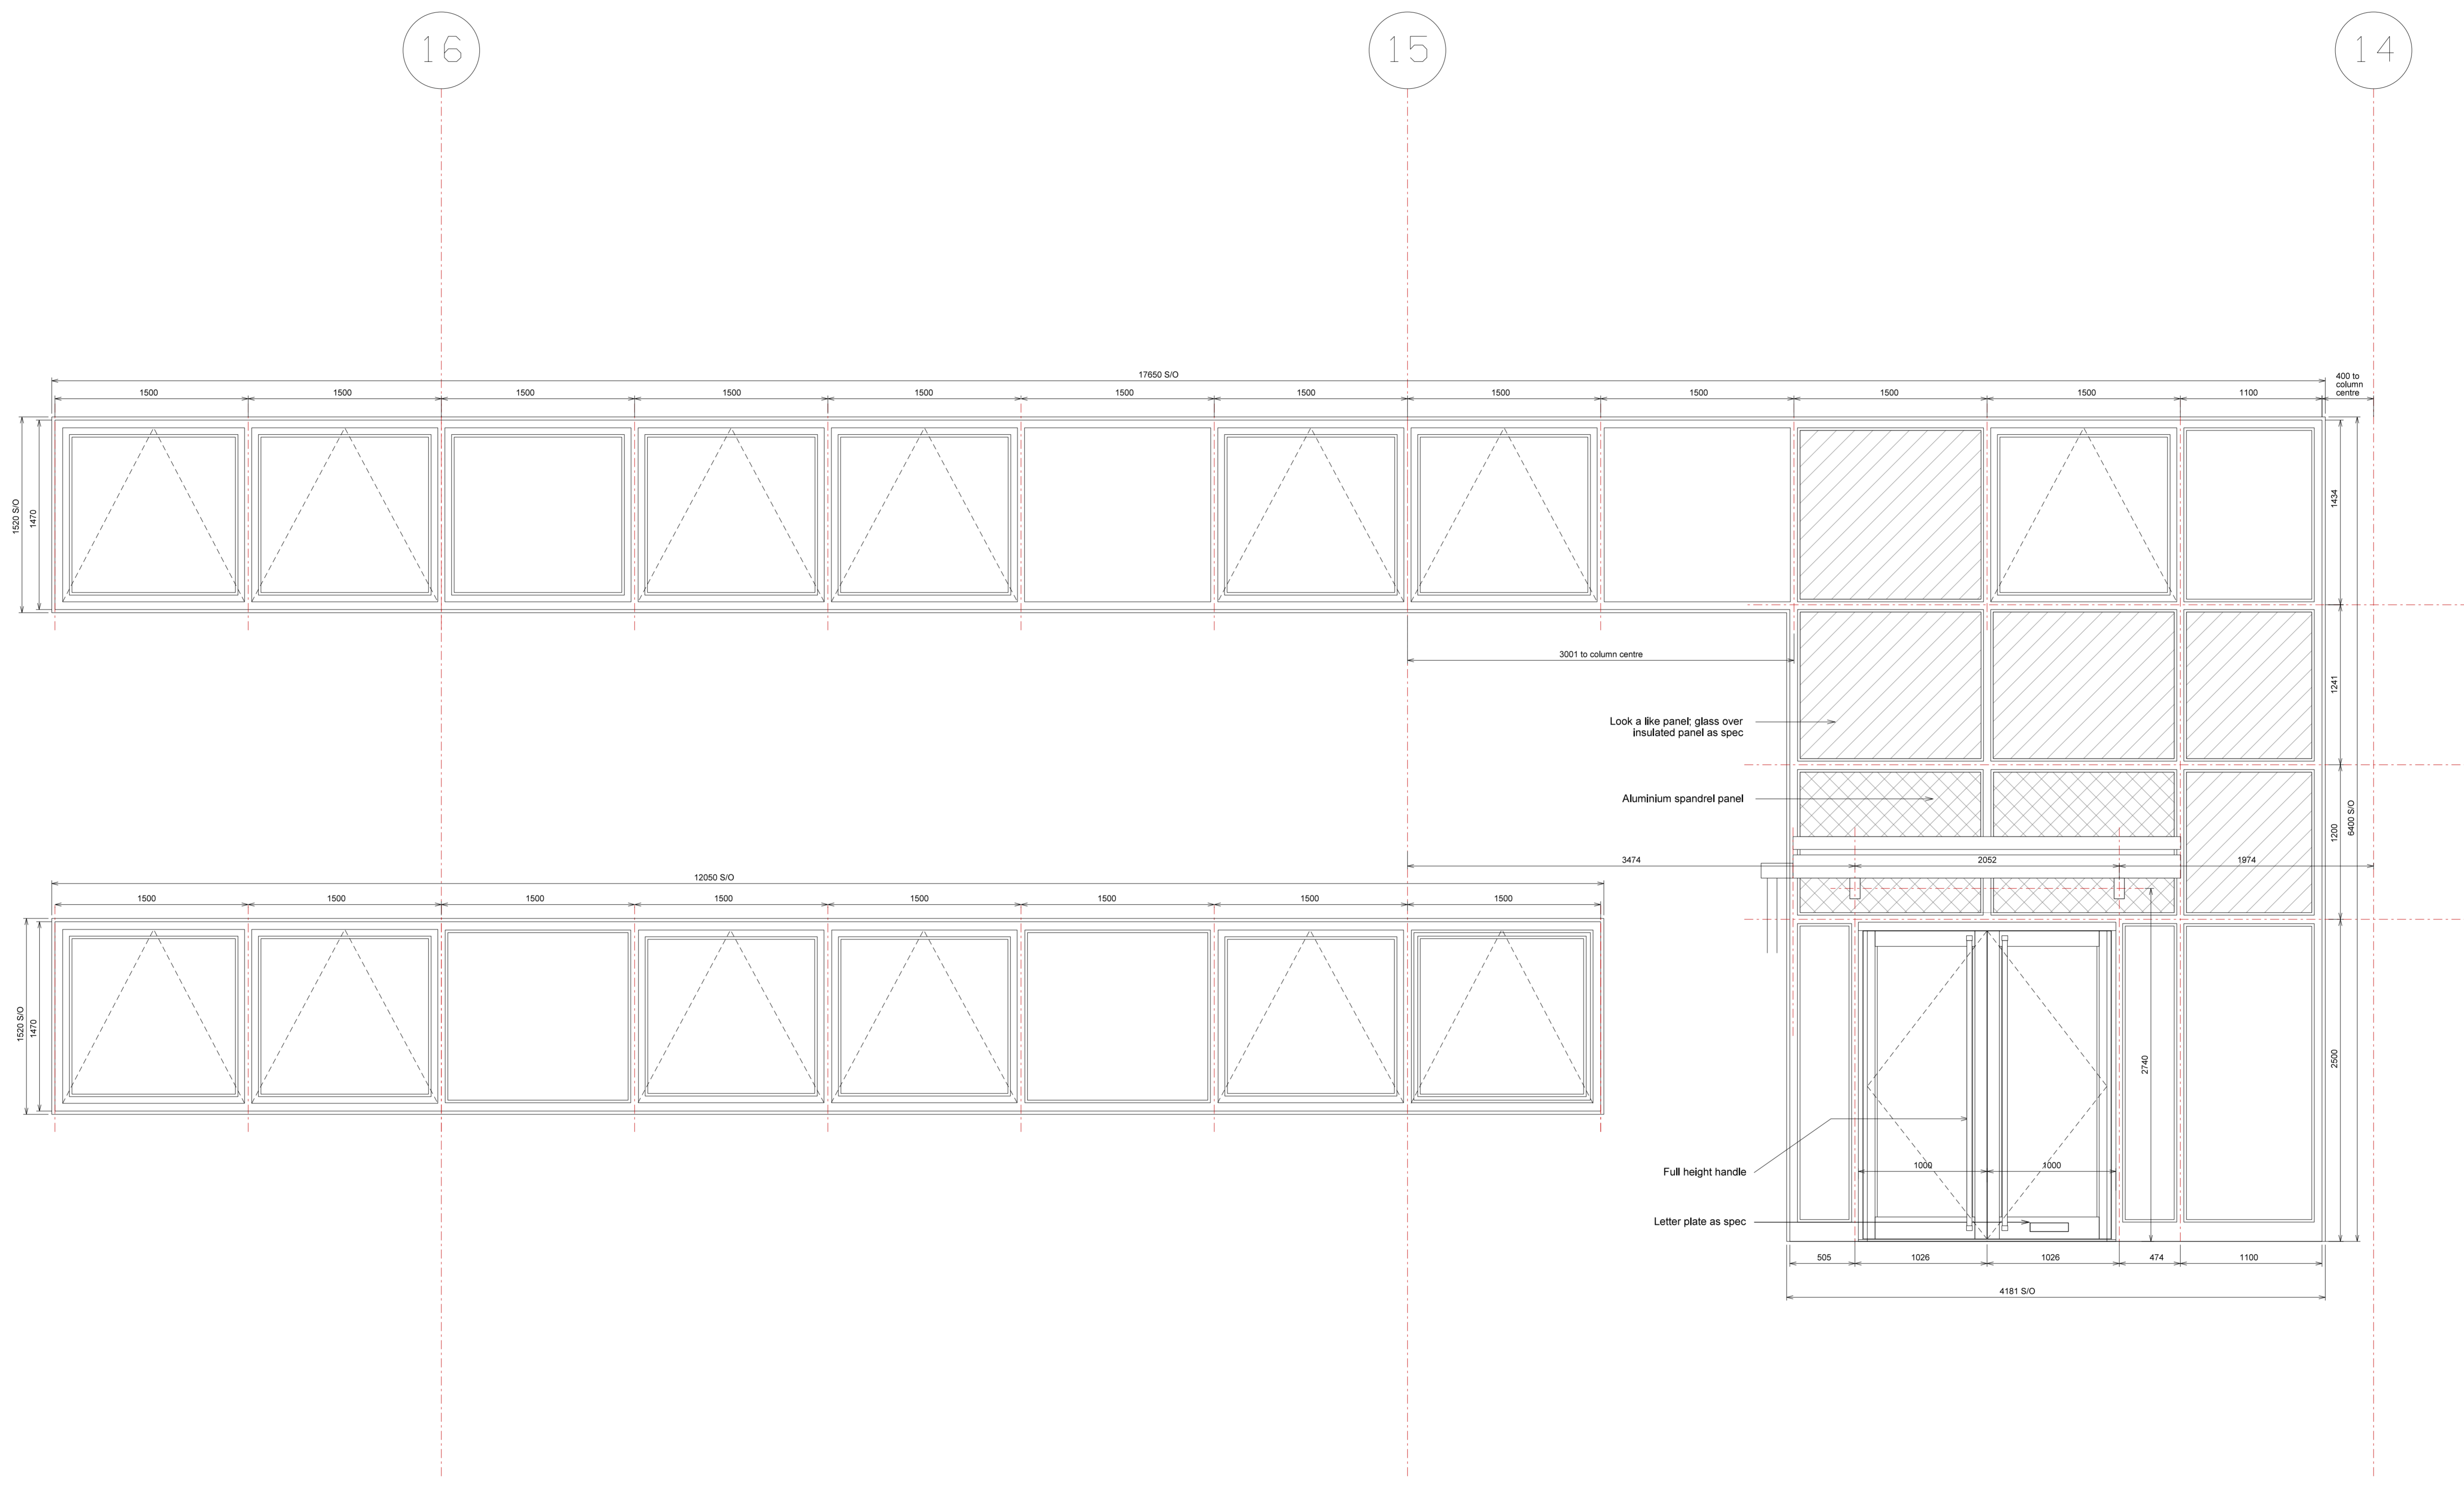 16
15
14
17650 S/O
400 to
column
centre
1500
1500
1500
1500
1500
1500
1500
1500
1500
1500
1500
1100
1520 S/O
1470
1434
3001 to column centre
1241
Look a like panel; glass over
insulated panel as spec
Aluminium spandrel panel
1200
6400 S/O
3474
2052
1974
12050 S/O
1500
1500
1500
1500
1500
1500
1500
1500
1520 S/O
1470
2740
2500
Full height handle
1000
1000
Letter plate as spec
505
1026
1026
474
1100
4181 S/O